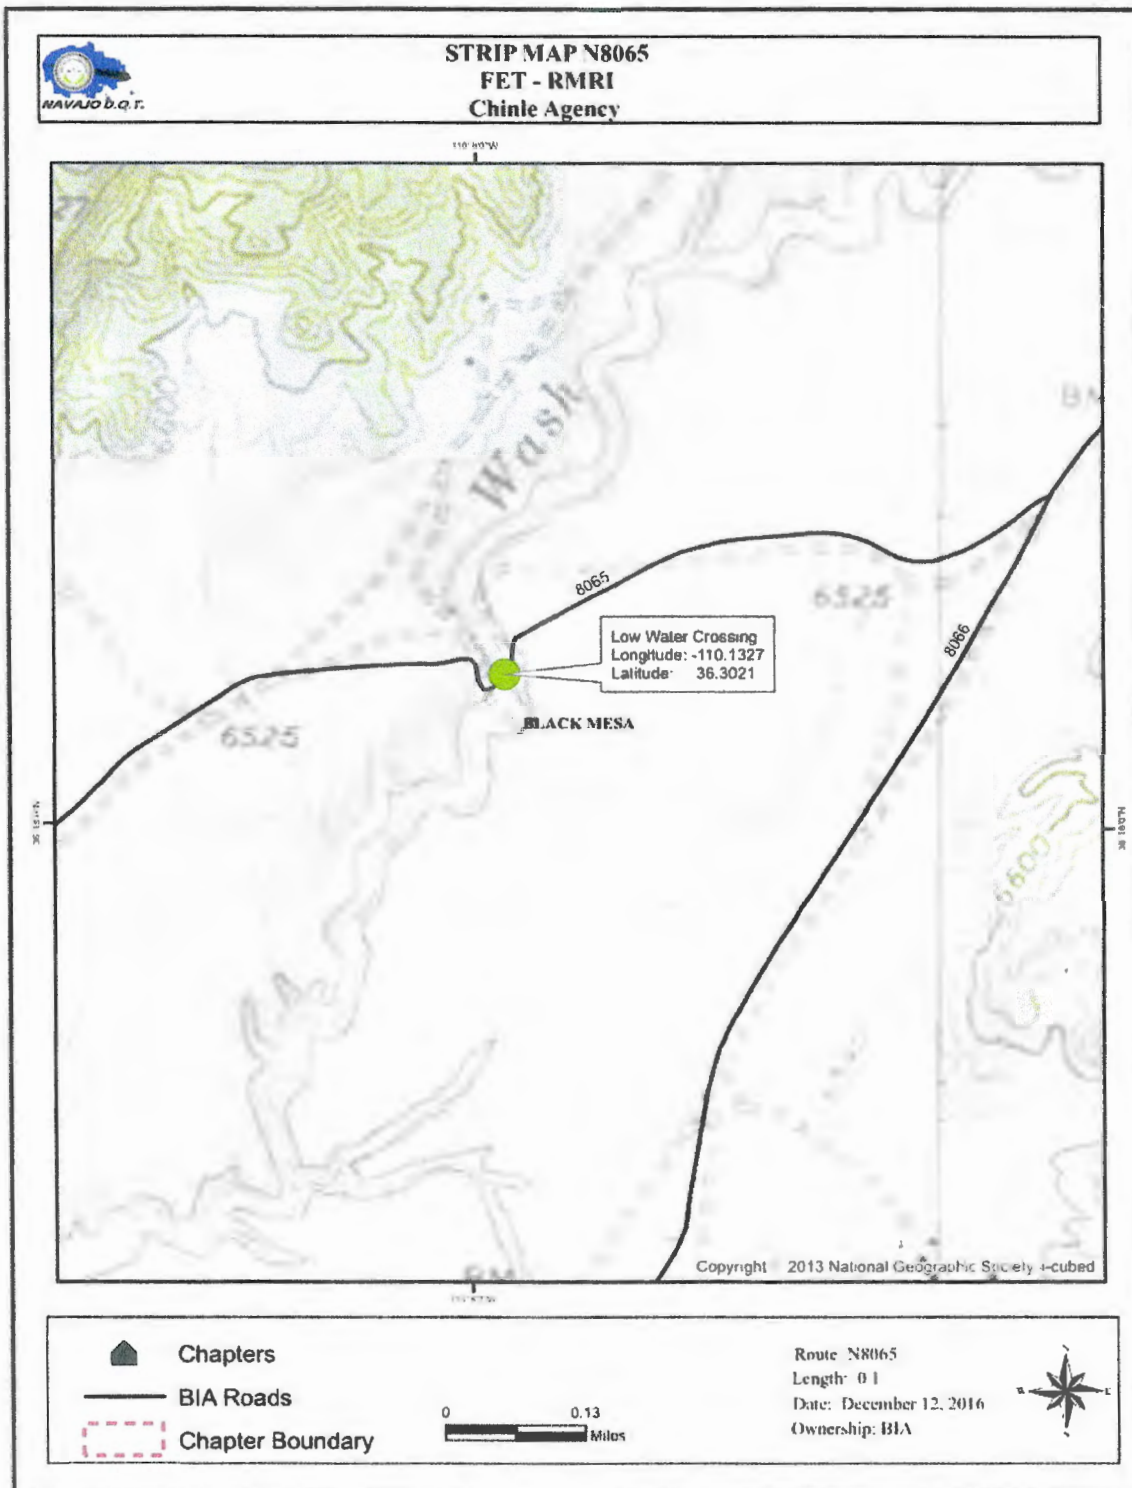 STRIP MAP N8065
FET - RMRI
Chinle Agency
NAVAJO D.O.T.
Wash
8065
6525
Low Water Crossing
Longitude: -110.1327
Latitude: 36.3021
8066
6525
BLACK MESA
6600
Copyright 2013 National Geographic Society i-cubed
Chapters
BIA Roads
Chapter Boundary
0 0.13
Miles
Route N8065
Length: 0.1
Date: December 12, 2016
Ownership: BIA